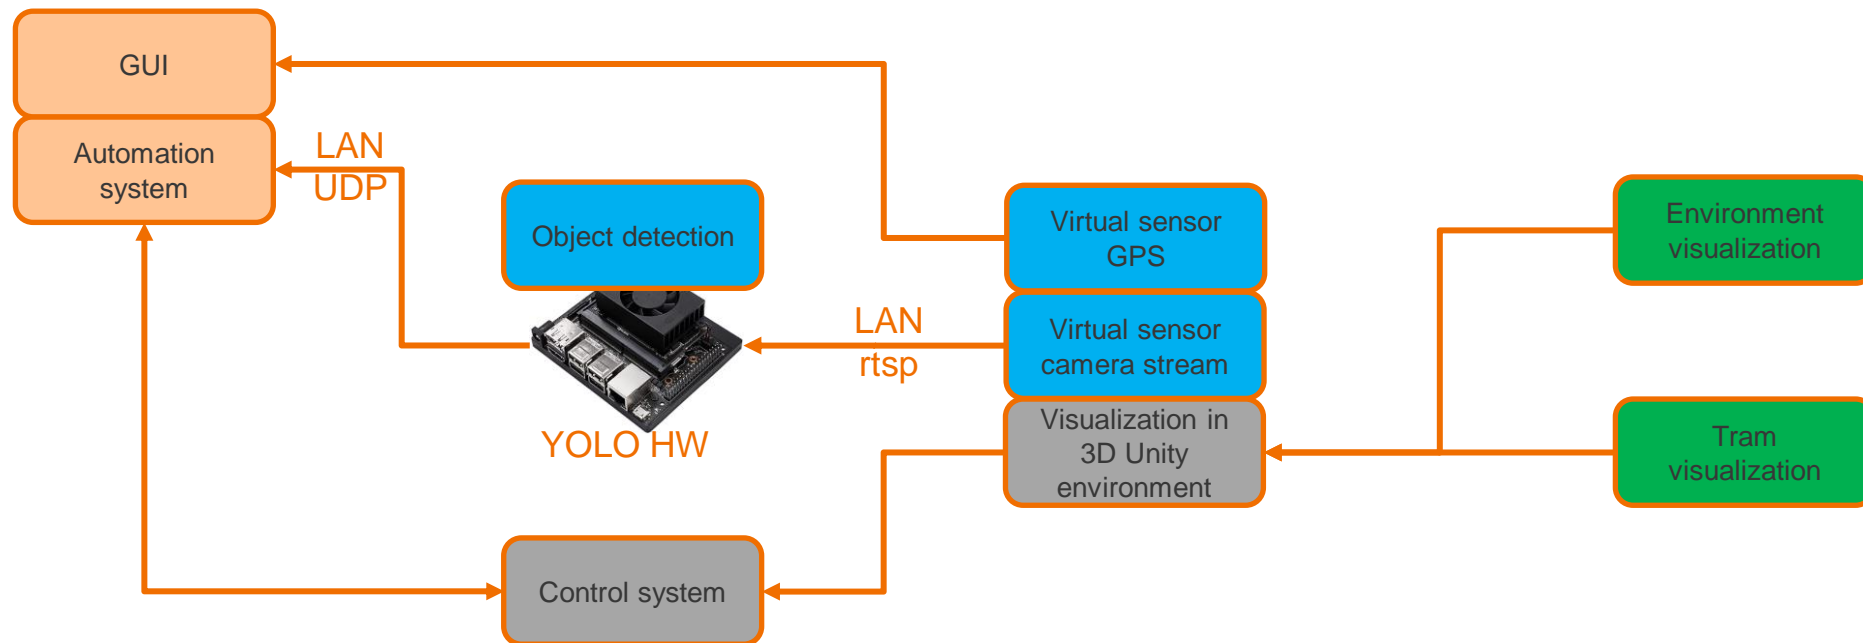 GUI
Automation
system
LAN
UDP
Object detection
YOLO HW
LAN
rtsp
Virtual sensor
GPS
Virtual sensor
camera stream
Visualization in
3D Unity
environment
Control system
Environment
visualization
Tram
visualization